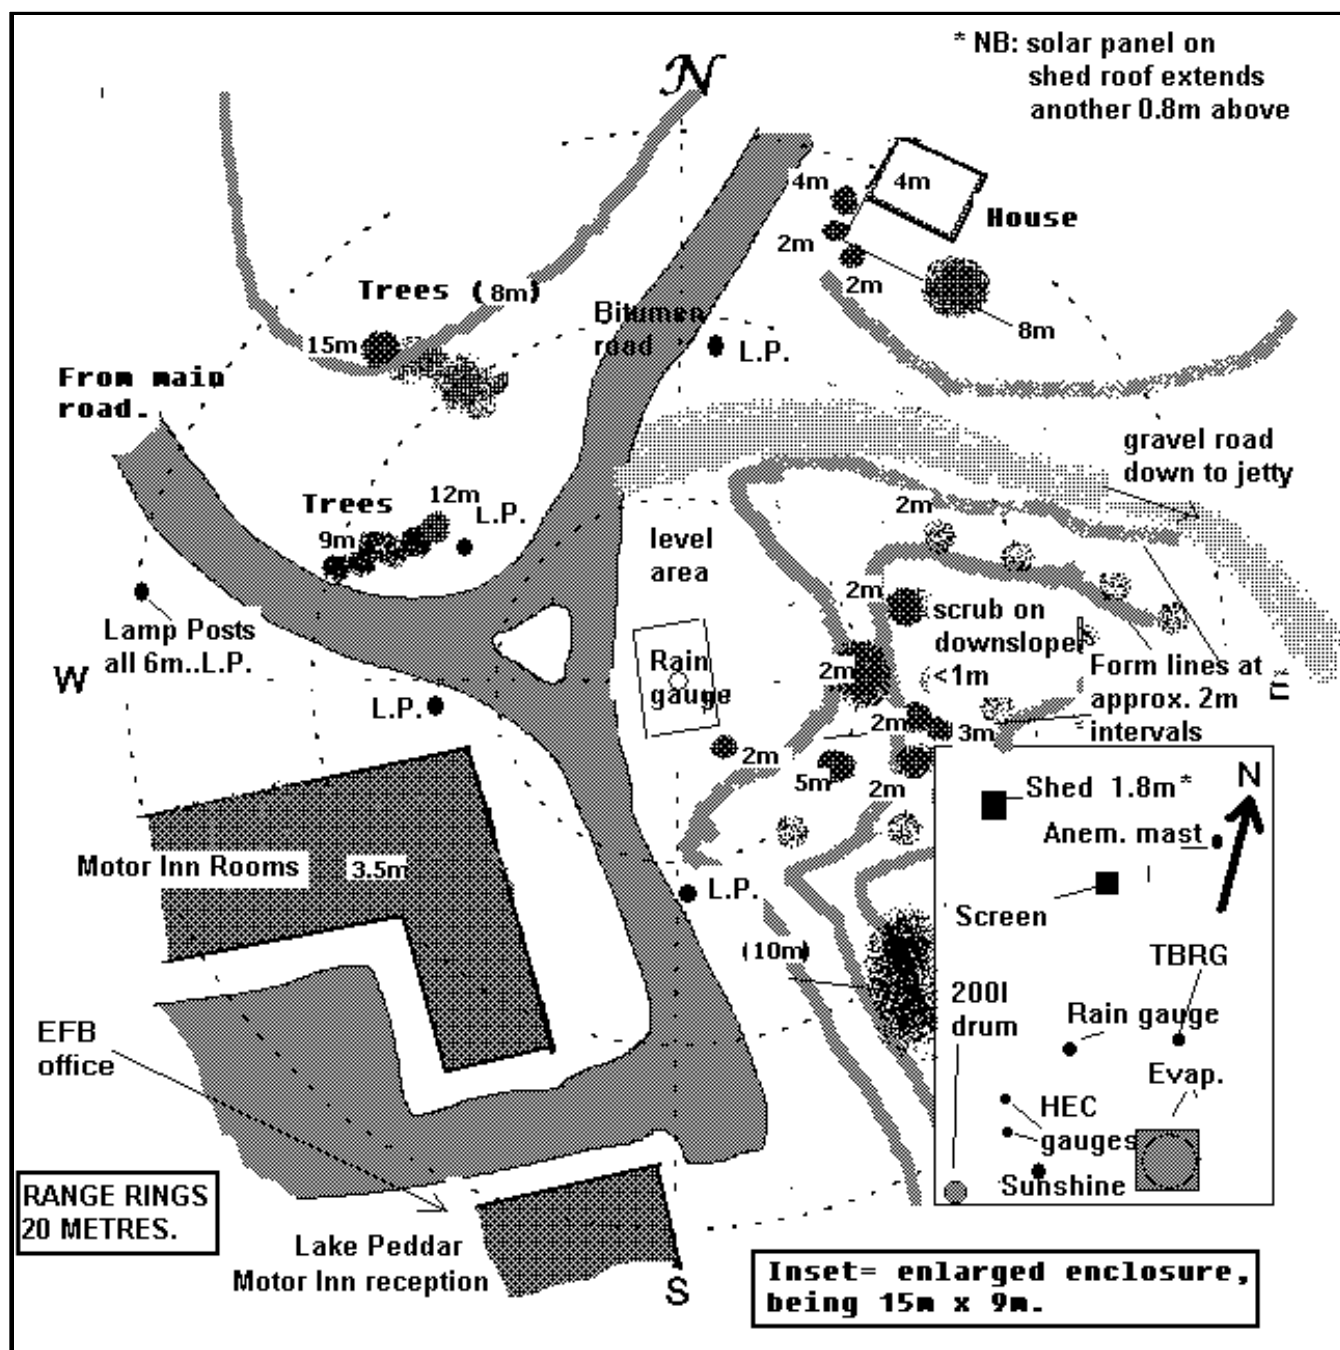 * NB: solar panel on
shed roof extends
another 0.8m above
N
4m
4m
House
2m
2m
8m
Trees (8m)
Bitumen
road
15m
L.P.
From main
road.
gravel road
down to jetty
Trees
12m
L.P.
9m
2m
level
area
2m
scrub on
downslope
<1m
Lamp Posts
all 6m..L.P.
W
Rain
gauge
2m
Form lines at
approx. 2m
intervals
E
L.P.
2m
3m
2m
5m
2m
Shed 1.8m*
N
Anem. mast
Motor Inn Rooms
3.5m
L.P.
Screen
(10m)
TBRG
200l
drum
Rain gauge
EFB
office
Evap.
HEC
gauges
Sunshine
RANGE RINGS
20 METRES.
Lake Peddar
Motor Inn reception
S
Inset= enlarged enclosure,
being 15m x 9m.